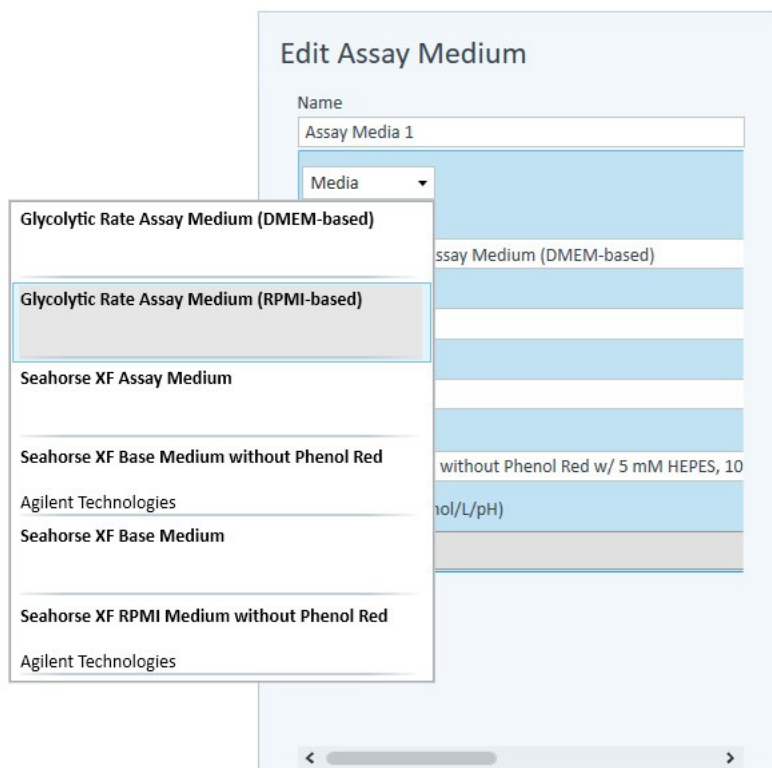 Edit Assay Medium
Name
Assay Media 1
Media
Glycolytic Rate Assay Medium (DMEM-based)
ssay Medium (DMEM-based)
Glycolytic Rate Assay Medium (RPMI-based)
Seahorse XF Assay Medium
Seahorse XF Base Medium without Phenol Red
without Phenol Red w/ 5 mM HEPES, 10
Agilent Technologies
ol/L/pH)
Seahorse XF Base Medium
Seahorse XF RPMI Medium without Phenol Red
Agilent Technologies